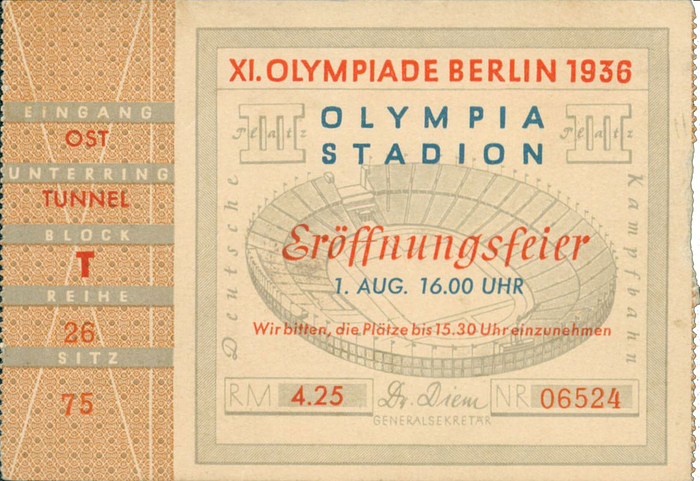 EINGANG
OST
UNTERRING
TUNNEL
BLOCK
T
REIHE
26
SITZ
75
XI. OLYMPIADE BERLIN 1936
III Platz
OLYMPIA
STADION
III Platz
Deutsche
Kampfbahn
Eröffnungsfeier
1. AUG. 16.00 UHR
Wir bitten, die Plätze bis 15.30 Uhr einzunehmen
RM 4.25
Dr. Diem
GENERALSEKRETÄR
NR 06524